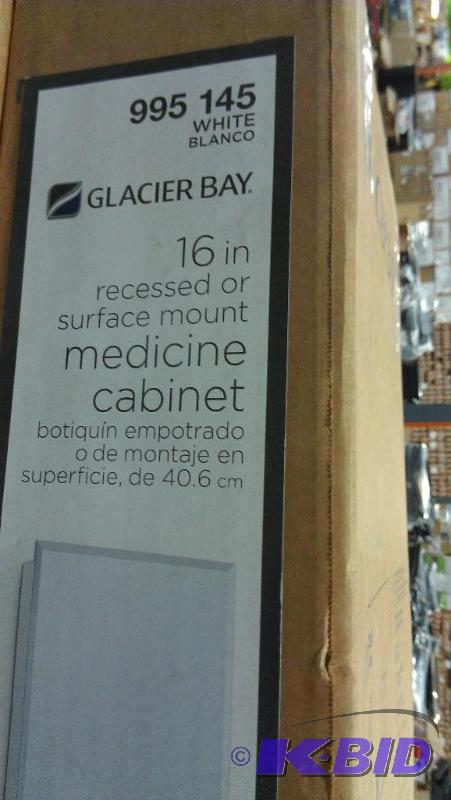 995 145
WHITE
BLANCO
GLACIER BAY.
16 in
recessed or
surface mount
medicine
cabinet
botiquín empotrado
o de montaje en
superficie, de 40.6 cm
© K-BID